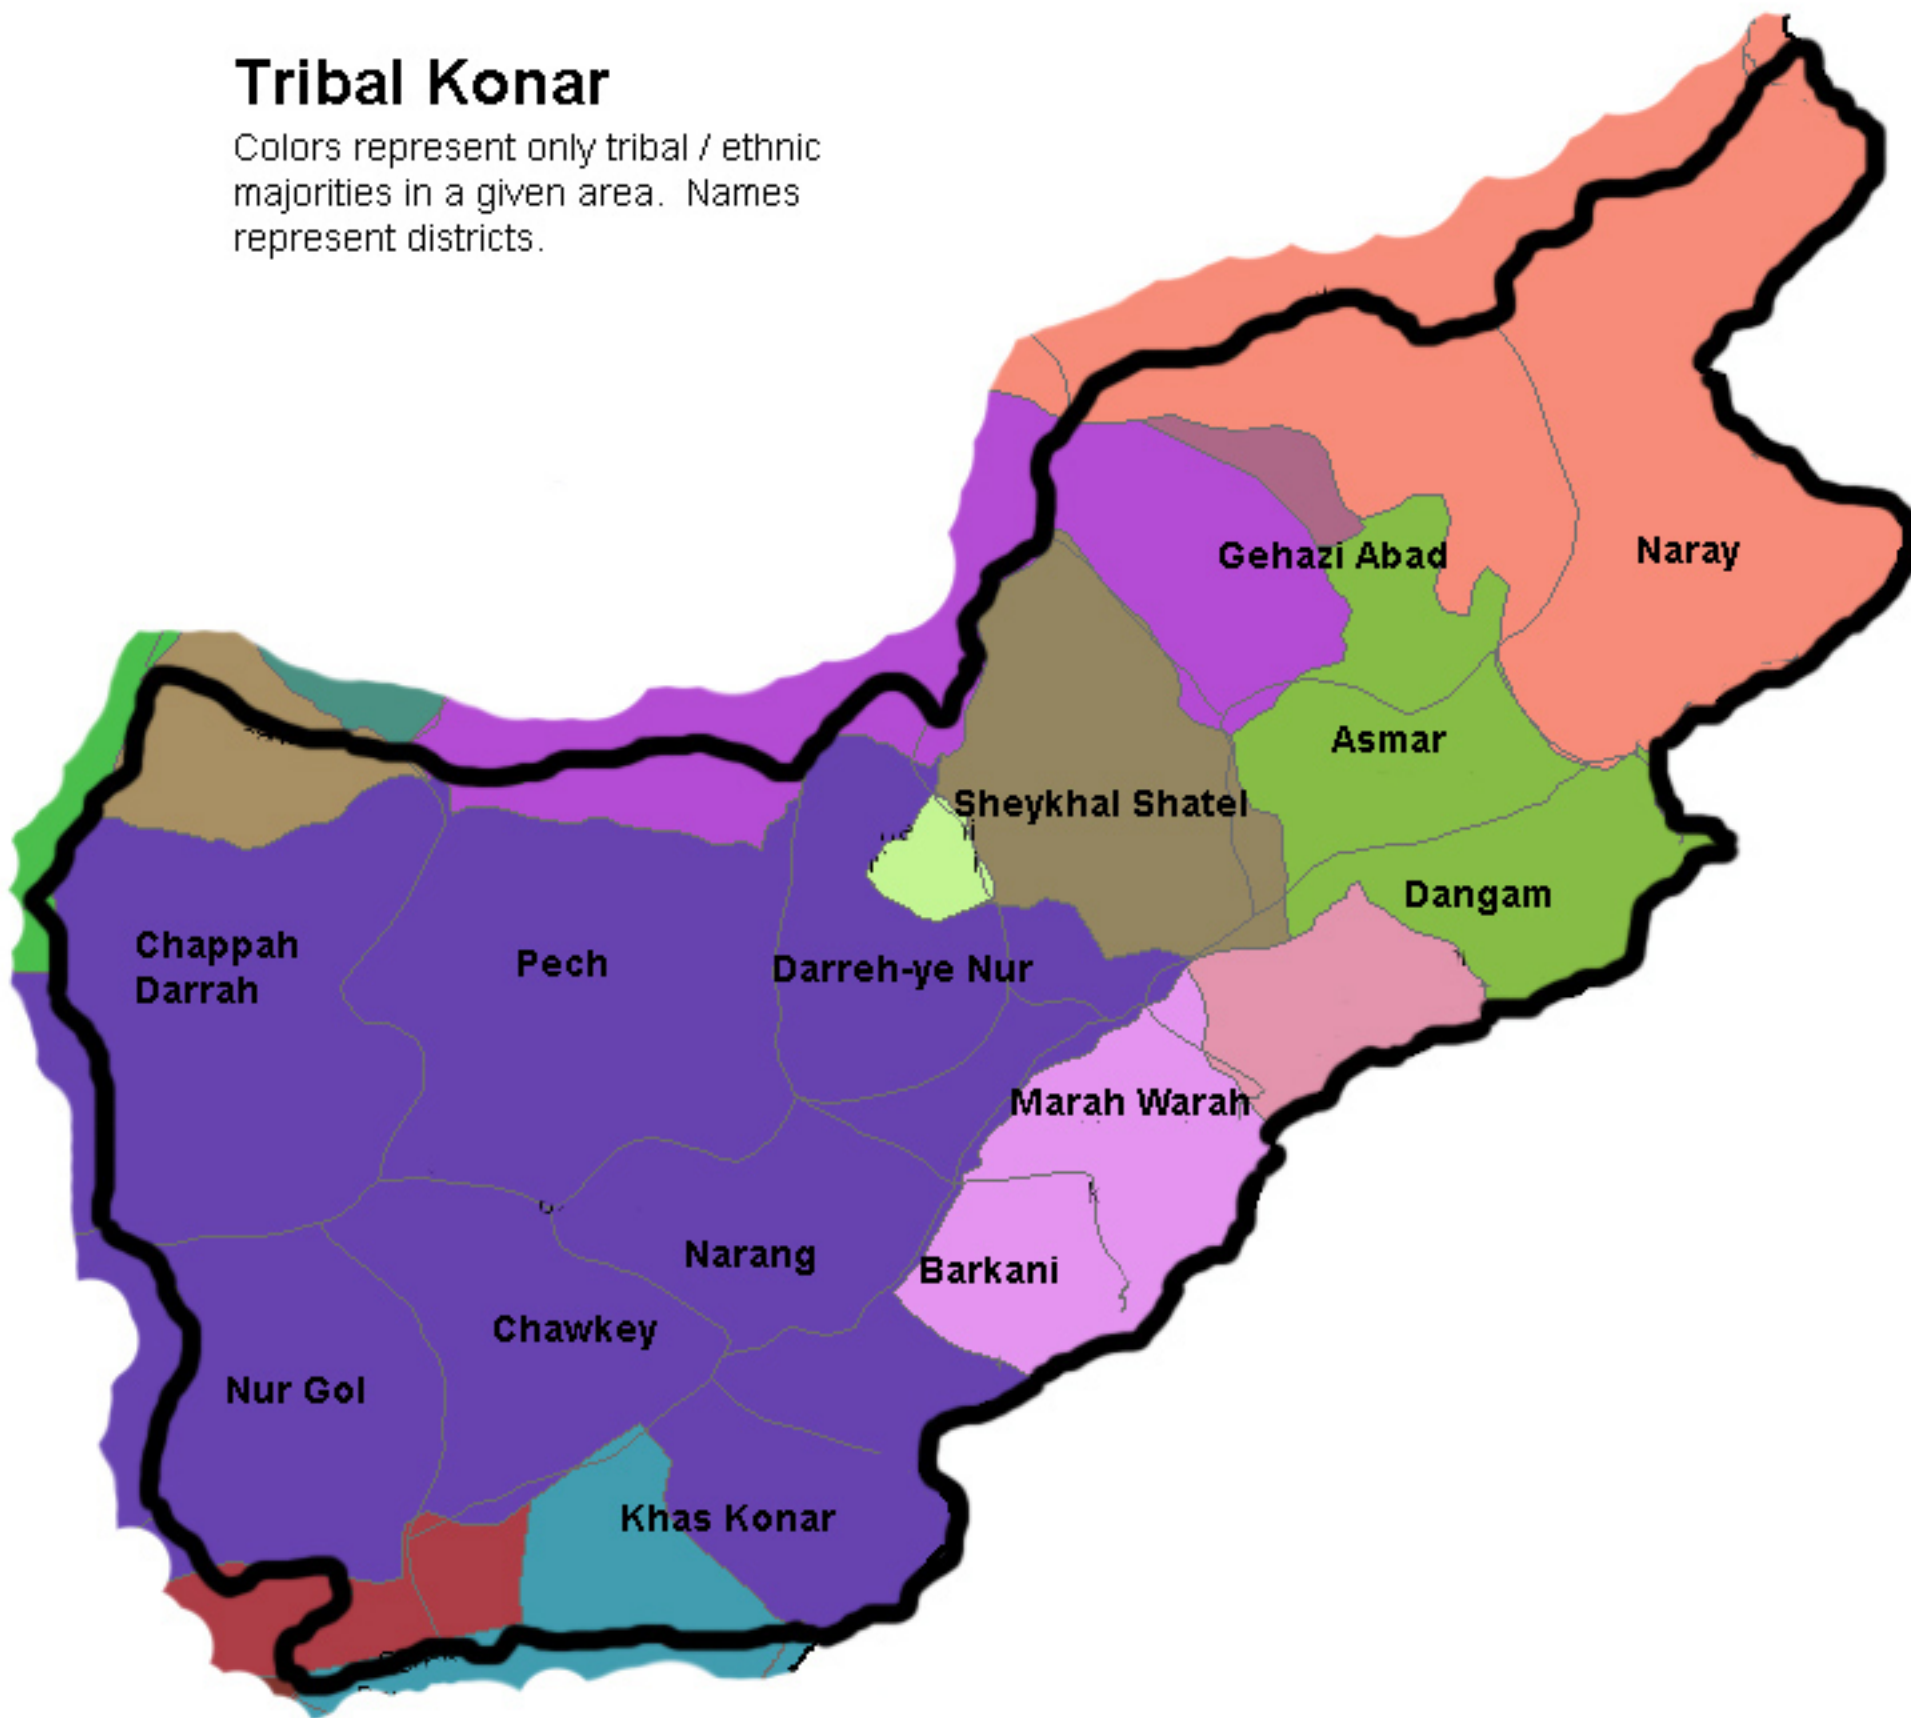 Tribal Konar
Colors represent only tribal / ethnic
majorities in a given area.  Names
represent districts.
Gehazi Abad
Naray
Asmar
Sheykhal Shatel
Dangam
Chappah
Darrah
Pech
Darreh-ye Nur
Marah Warah
Narang
Barkani
Chawkey
Nur Gol
Khas Konar